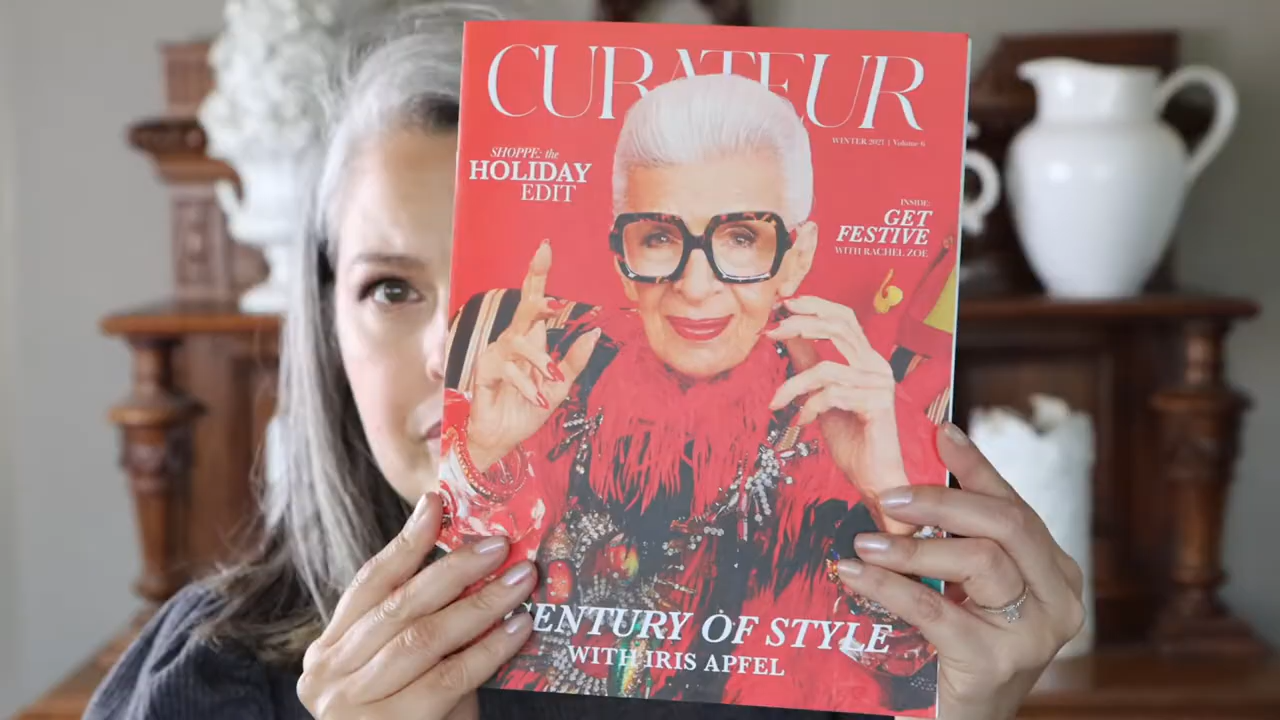 CURATEUR
WINTER 2021 | Volume 6
SHOPPE: the
HOLIDAY
EDIT
INSIDE:
GET
FESTIVE
WITH RACHEL ZOE
CENTURY OF STYLE
WITH IRIS APFEL